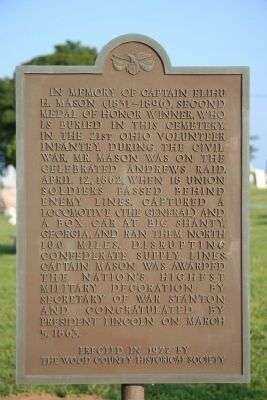 IN MEMORY OF CAPTAIN ELIHU
H. MASON (1831-1896), SECOND
MEDAL OF HONOR WINNER, WHO
IS BURIED IN THIS CEMETERY.
IN THE 21ST OHIO VOLUNTEER
INFANTRY, DURING THE CIVIL
WAR, MR. MASON WAS ON THE
CELEBRATED ANDREWS RAID,
APRIL 12, 1862, WHEN 18 UNION
SOLDIERS PASSED BEHIND
ENEMY LINES, CAPTURED A
LOCOMOTIVE (THE GENERAL) AND
A BOX CAR AT BIG SHANTY,
GEORGIA, AND RAN THEM NORTH
100 MILES, DISRUPTING
CONFEDERATE SUPPLY LINES.
CAPTAIN MASON WAS AWARDED
THE NATION'S HIGHEST
MILITARY DECORATION BY
SECRETARY OF WAR STANTON
AND CONGRATULATED BY
PRESIDENT LINCOLN ON MARCH
5, 1863.
ERECTED IN 1977 BY
THE WOOD COUNTY HISTORICAL SOCIETY